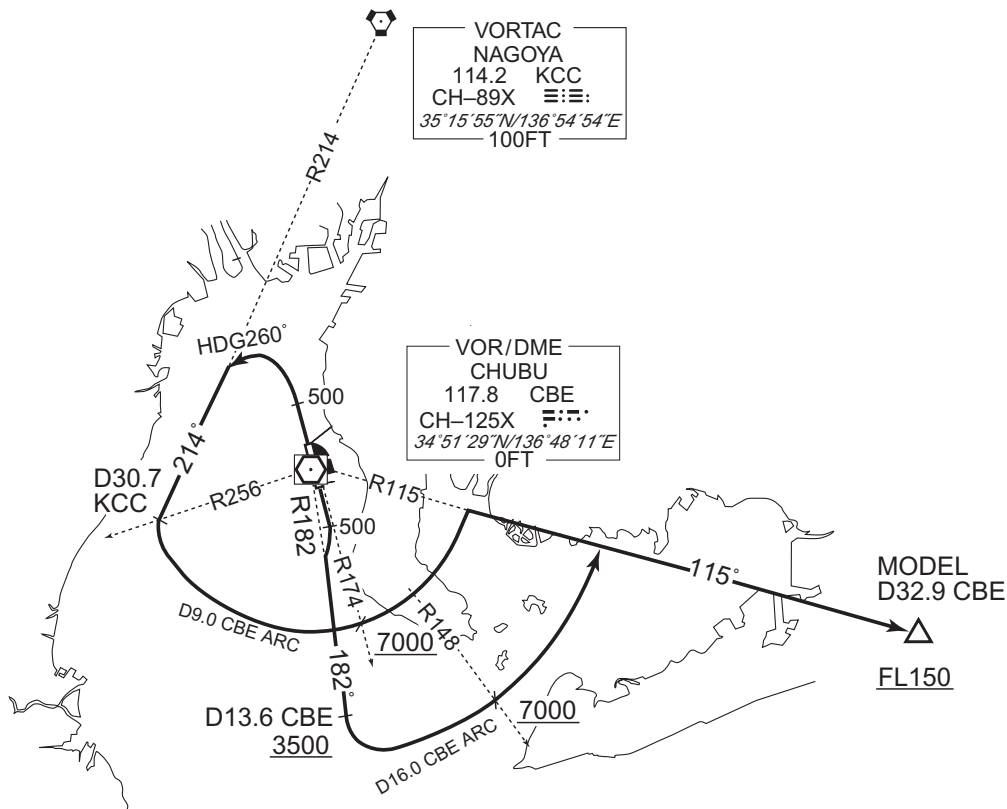 VORTAC
NAGOYA
114.2 KCC
CH–89X
35°15´55˝N/136°54´54˝E
100FT
R214
HDG260°
VOR/DME
CHUBU
117.8 CBE
CH–125X
34°51´29˝N/136°48´11˝E
0FT
500
214°
D30.7
KCC
R256
R182
R115
500
R174
115°
MODEL
D32.9 CBE
FL150
R148
D9.0 CBE ARC
7000
182°
D13.6 CBE
3500
7000
D16.0 CBE ARC